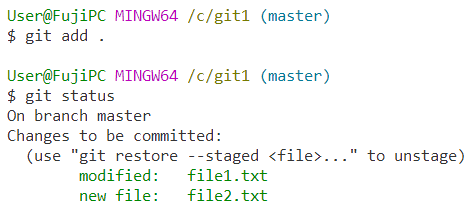 User@FujiPC MINGW64 /c/git1 (master)
$ git add .

User@FujiPC MINGW64 /c/git1 (master)
$ git status
On branch master
Changes to be committed:
  (use "git restore --staged <file>..." to unstage)
        modified:   file1.txt
        new file:   file2.txt